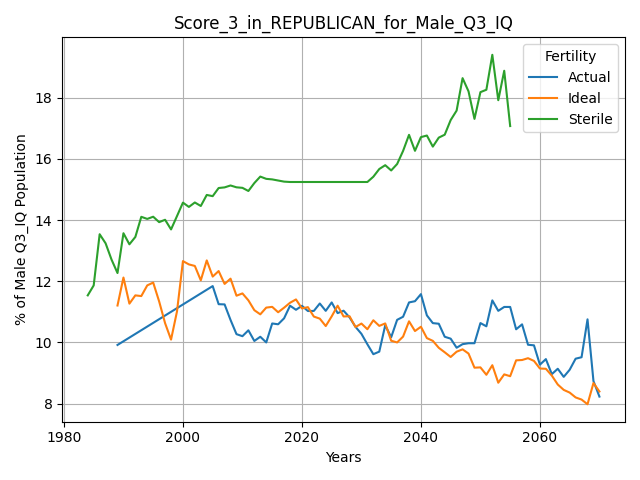 Score_3_in_REPUBLICAN_for_Male_Q3_IQ
Fertility
Actual
Ideal
Sterile
% of Male Q3_IQ Population
18
16
14
12
10
8
1980 2000 2020 2040 2060
Years